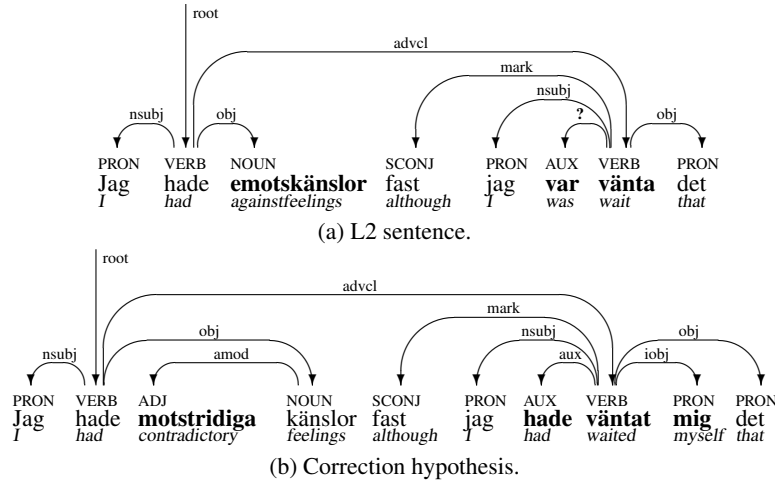 root
advcl
mark
nsubj
nsubj obj ? obj
PRON VERB NOUN SCONJ PRON AUX VERB PRON
Jag hade emotskänslor fast jag var vänta det
I had againstfeelings although I was wait that
(a) L2 sentence.
root
advcl
mark
obj nsubj obj
nsubj amod aux iobj
PRON VERB ADJ NOUN SCONJ PRON AUX VERB PRON PRON
Jag hade motstridiga känslor fast jag hade väntat mig det
I had contradictory feelings although I had waited myself that
(b) Correction hypothesis.